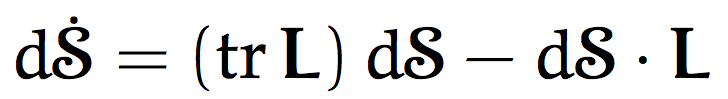 d𝓢̇ = (tr 𝐋) d𝓢 − d𝓢 · 𝐋